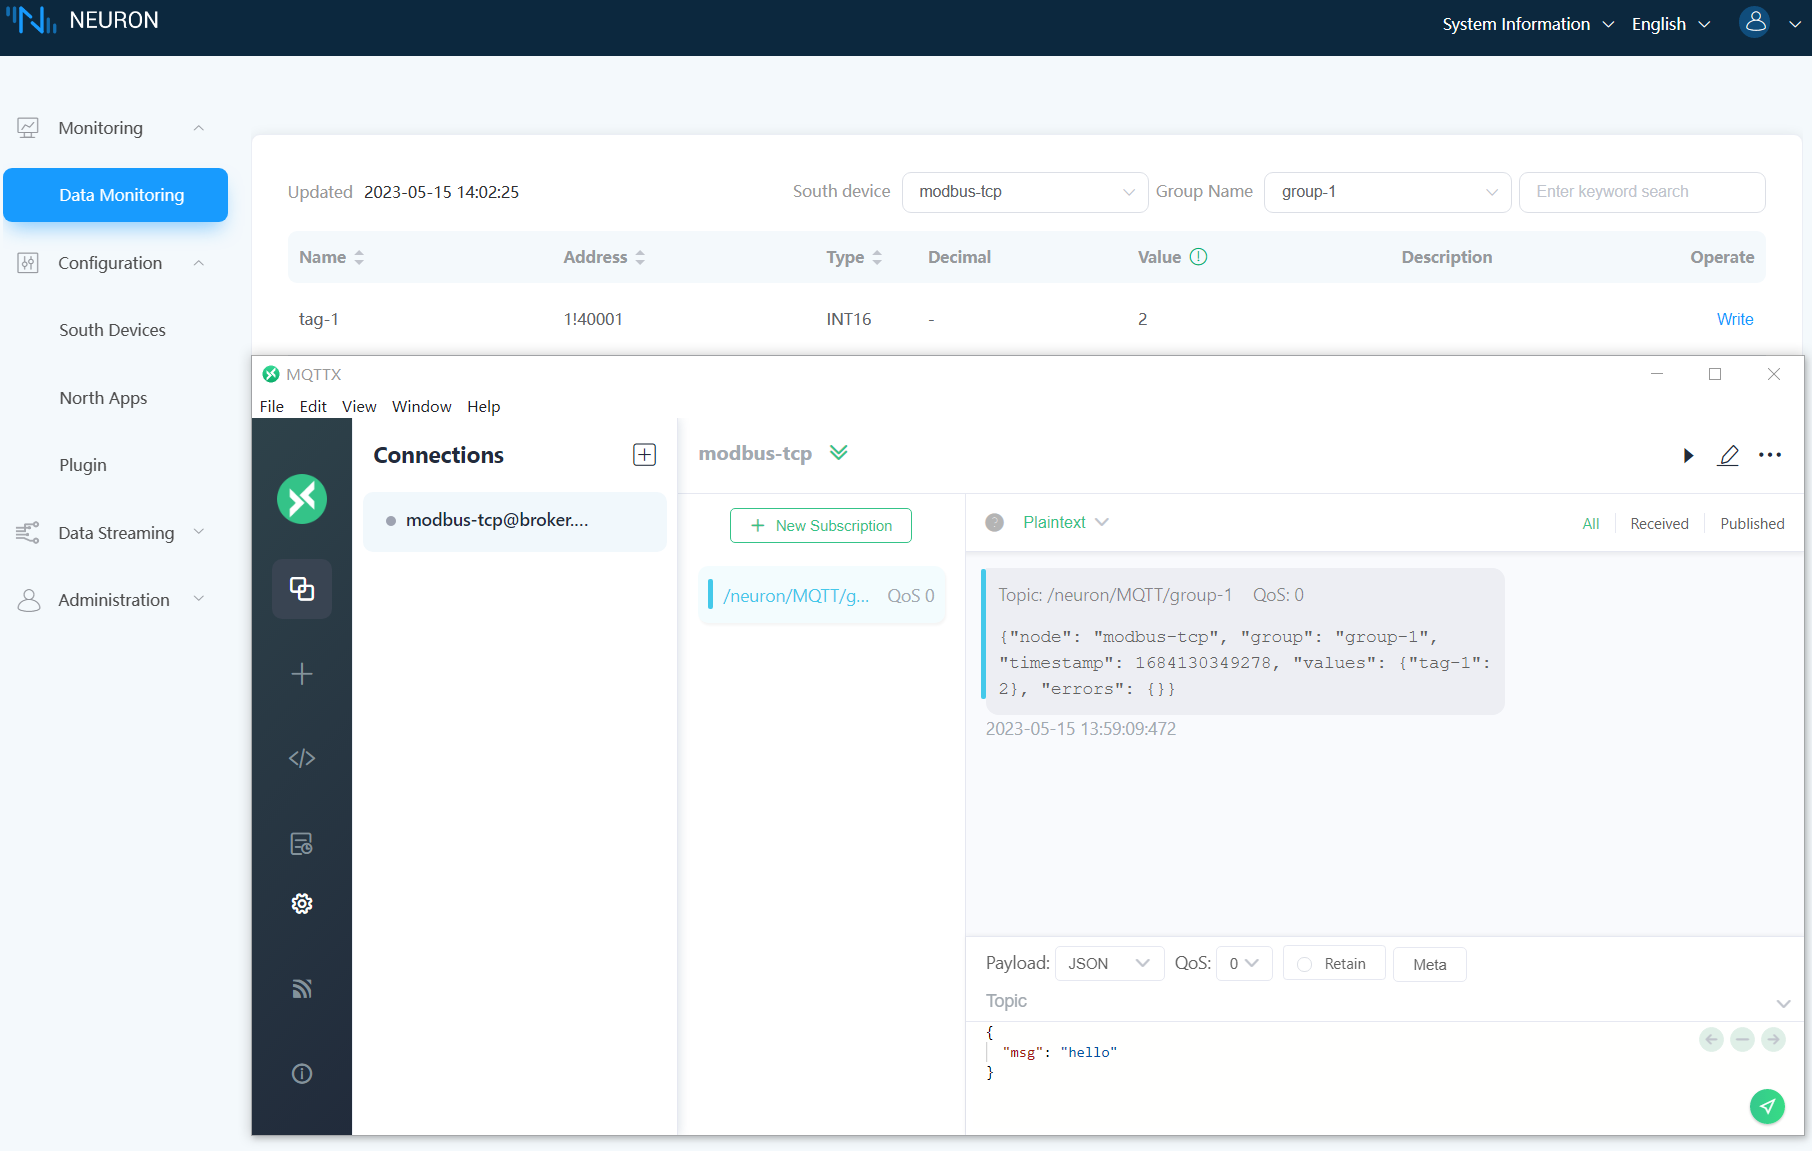 NEURON
System Information English
Monitoring
Data Monitoring
Configuration
South Devices
North Apps
Plugin
Data Streaming
Administration
Updated 2023-05-15 14:02:25 South device modbus-tcp Group Name group-1 Enter keyword search
Name Address Type Decimal Value Description Operate
tag-1 1!40001 INT16 - 2 Write
MQTTX
File Edit View Window Help
Connections
modbus-tcp@broker....
modbus-tcp
+ New Subscription
/neuron/MQTT/g... QoS 0
Plaintext All Received Published
Topic: /neuron/MQTT/group-1 QoS: 0
{"node": "modbus-tcp", "group": "group-1",
"timestamp": 1684130349278, "values": {"tag-1":
2}, "errors": {}}
2023-05-15 13:59:09:472
Payload: JSON QoS: 0 Retain Meta
Topic
{
"msg": "hello"
}